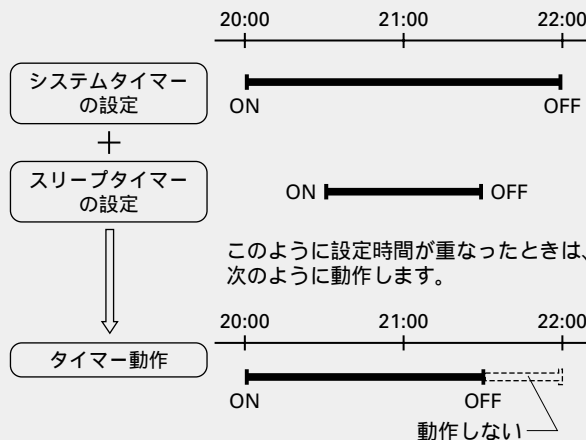 20:00 21:00 22:00
システムタイマー
の設定
ON OFF
＋
スリープタイマー
の設定
ON OFF
このように設定時間が重なったときは、
次のように動作します。
20:00 21:00 22:00
タイマー動作
ON OFF
動作しない